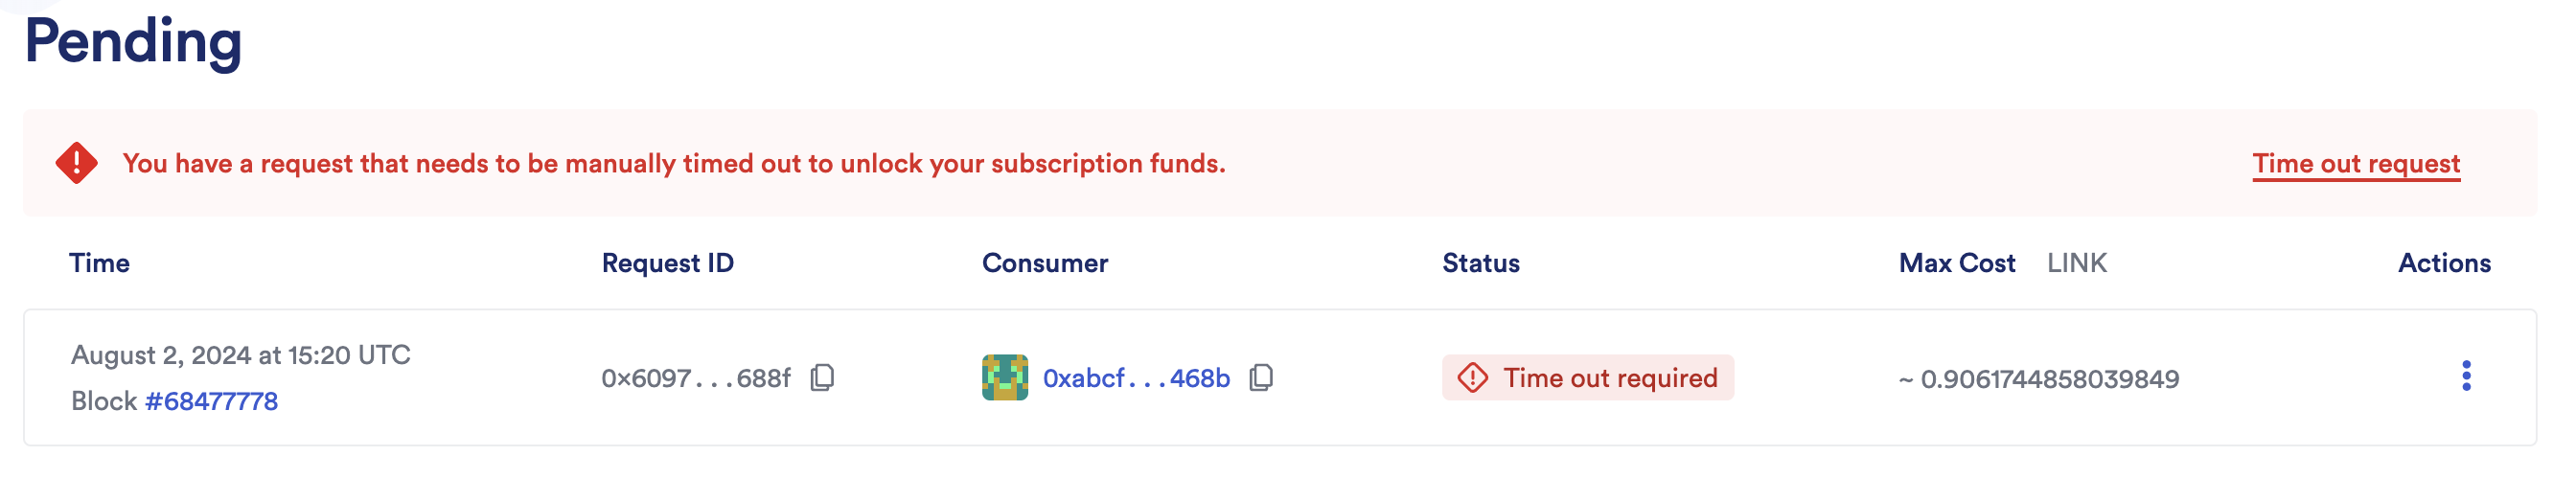 Pending
You have a request that needs to be manually timed out to unlock your subscription funds. Time out request
Time Request ID Consumer Status Max Cost LINK Actions
August 2, 2024 at 15:20 UTC
Block #68477778
0x6097...688f 0xabcf...468b Time out required ~ 0.9061744858039849